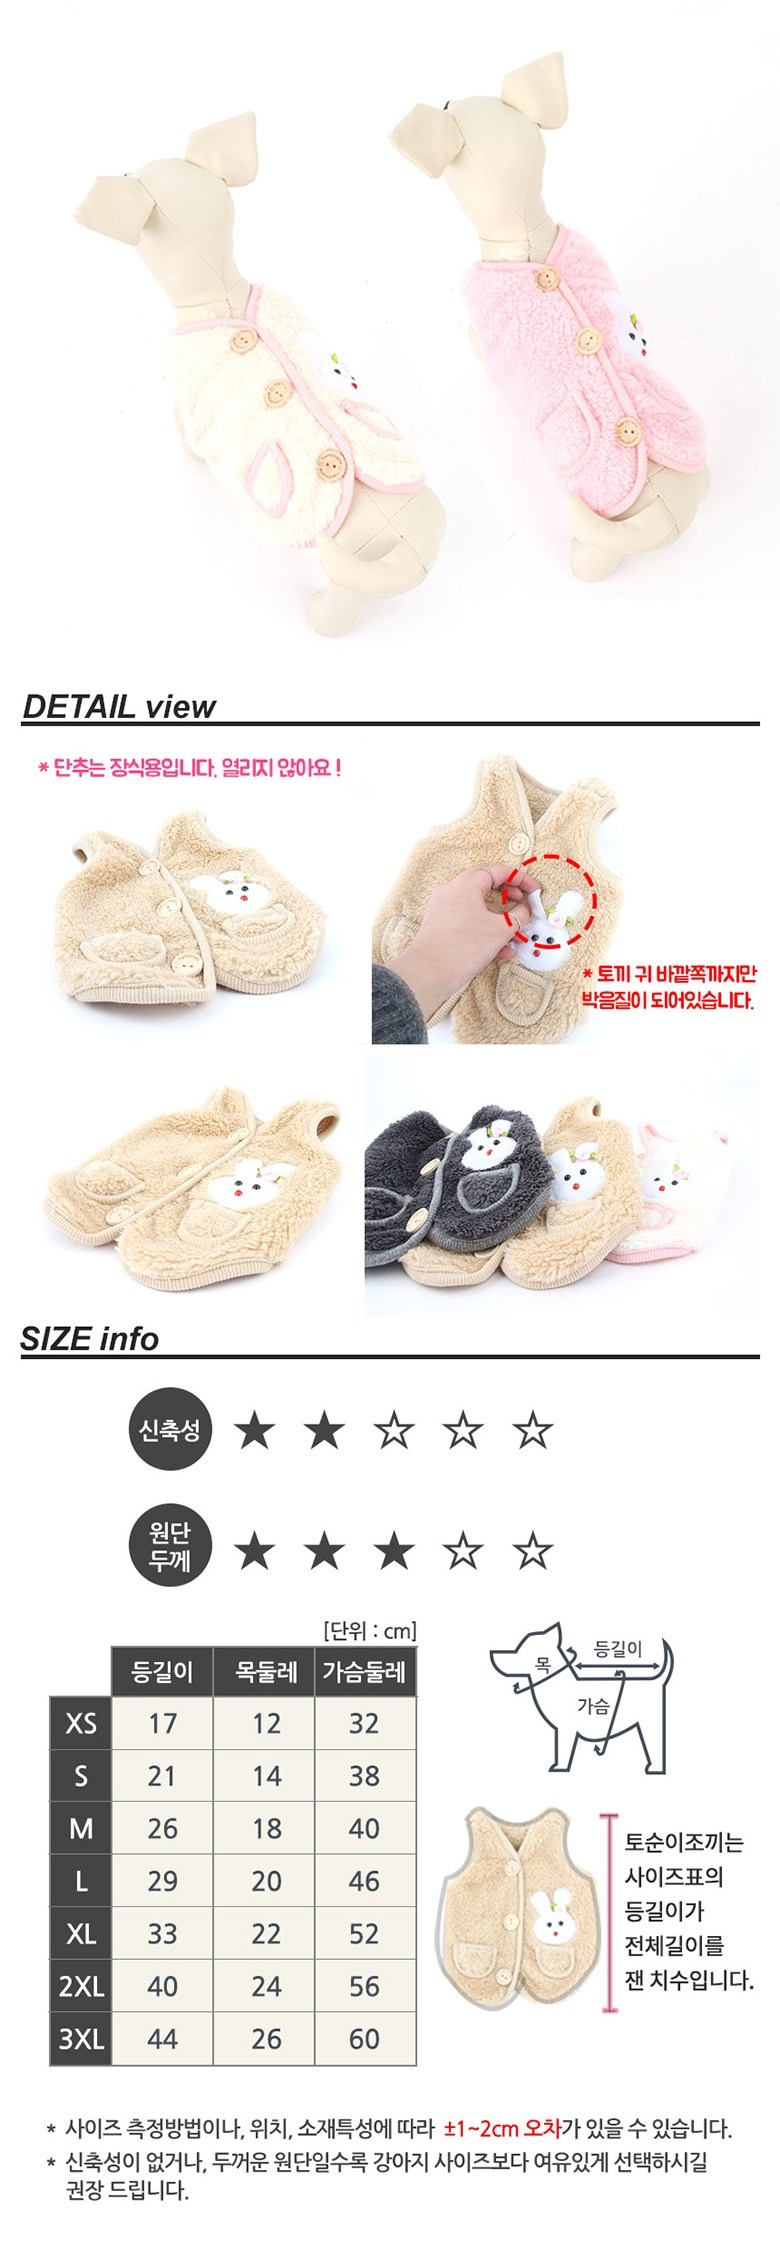 DETAIL view
* 단추는 장식용입니다. 열리지 않아요 !
* 토끼 귀 바깥쪽까지만
박음질이 되어있습니다.
SIZE info
신축성 ★ ★ ☆ ☆ ☆
원단
두께 ★ ★ ★ ☆ ☆
[단위 : cm]
등길이 목둘레 가슴둘레
XS 17 12 32
S 21 14 38
M 26 18 40
L 29 20 46
XL 33 22 52
2XL 40 24 56
3XL 44 26 60
목 등길이
가슴
토순이조끼는
사이즈표의
등길이가
전체길이를
잰 치수입니다.
* 사이즈 측정방법이나, 위치, 소재특성에 따라 ±1~2cm 오차가 있을 수 있습니다.
* 신축성이 없거나, 두꺼운 원단일수록 강아지 사이즈보다 여유있게 선택하시길
권장 드립니다.